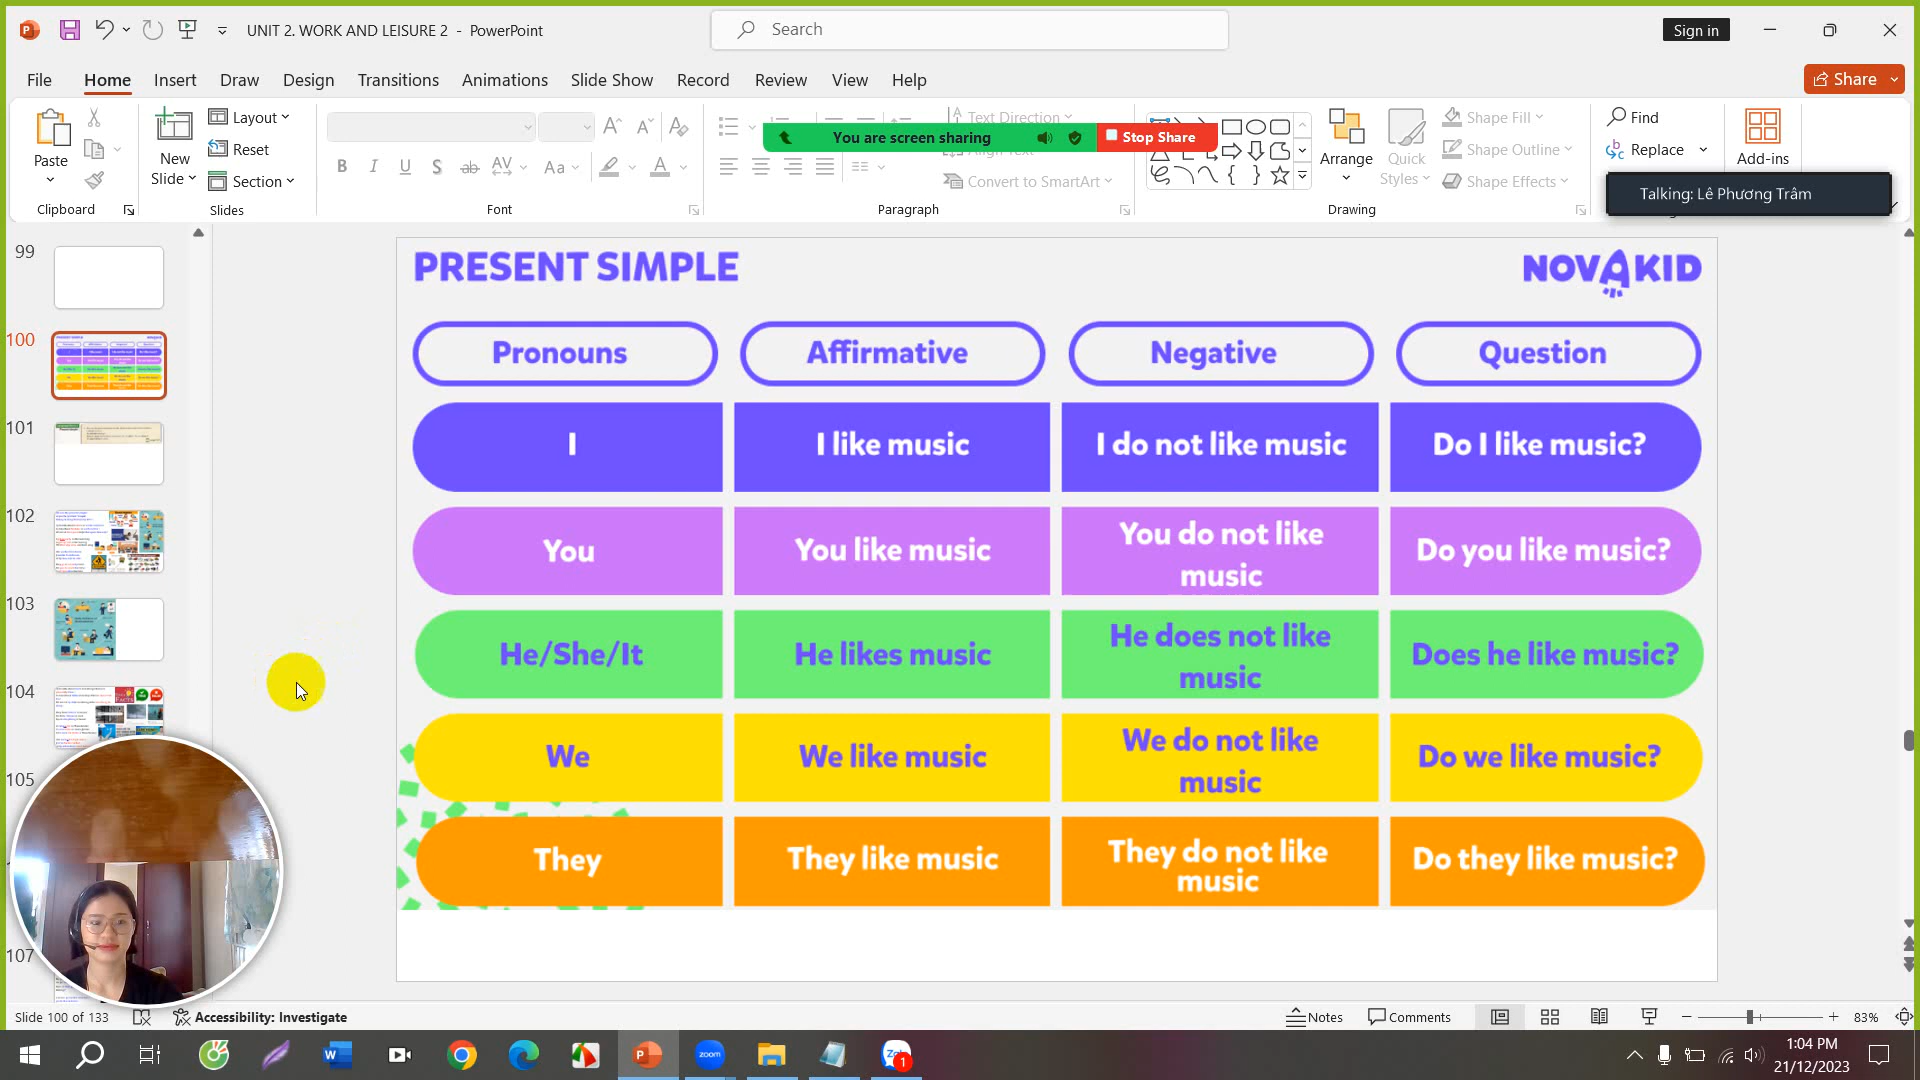 UNIT 2. WORK AND LEISURE 2 - PowerPoint
Search
Sign in
File Home Insert Draw Design Transitions Animations Slide Show Record Review View Help
Share
Paste
Clipboard
New Slide
Layout
Reset
Section
Slides
Font
Text Direction
Convert to SmartArt
Paragraph
You are screen sharing
Stop Share
Arrange
Quick Styles
Shape Fill
Shape Outline
Shape Effects
Drawing
Find
Replace
Add-ins
Talking: Lê Phương Trâm
99
100
101
102
103
104
105
107
PRESENT SIMPLE
NOVAKID
Pronouns Affirmative Negative Question
I I like music I do not like music Do I like music?
You You like music You do not like music Do you like music?
He/She/It He likes music He does not like music Does he like music?
We We like music We do not like music Do we like music?
They They like music They do not like music Do they like music?
Slide 100 of 133
Accessibility: Investigate
Notes
Comments
83%
zoom
1
1:04 PM
21/12/2023